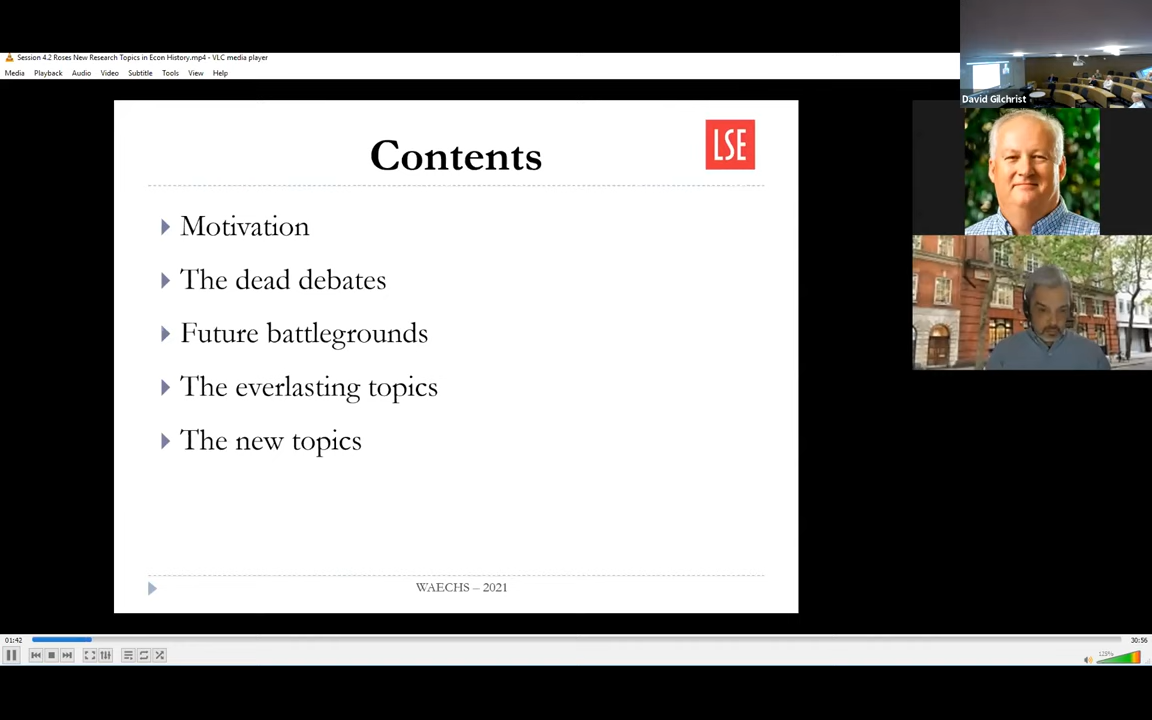 Session 4.2 Roses New Research Topics in Econ History.mp4 - VLC media player
Media Playback Audio Video Subtitle Tools View Help
David Gilchrist
Contents
LSE
Motivation
The dead debates
Future battlegrounds
The everlasting topics
The new topics
WAECHS – 2021
01:42
30:56
128%